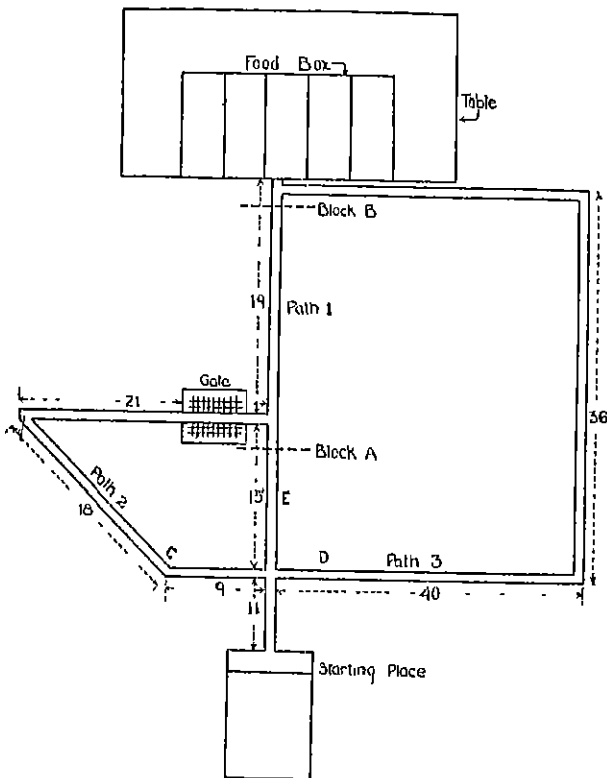 Food Box
Table
Block B
19
Path 1
Gate
21
36
Block A
Path 2
18
15
E
C
D
Path 3
9
40
11
Starting Place